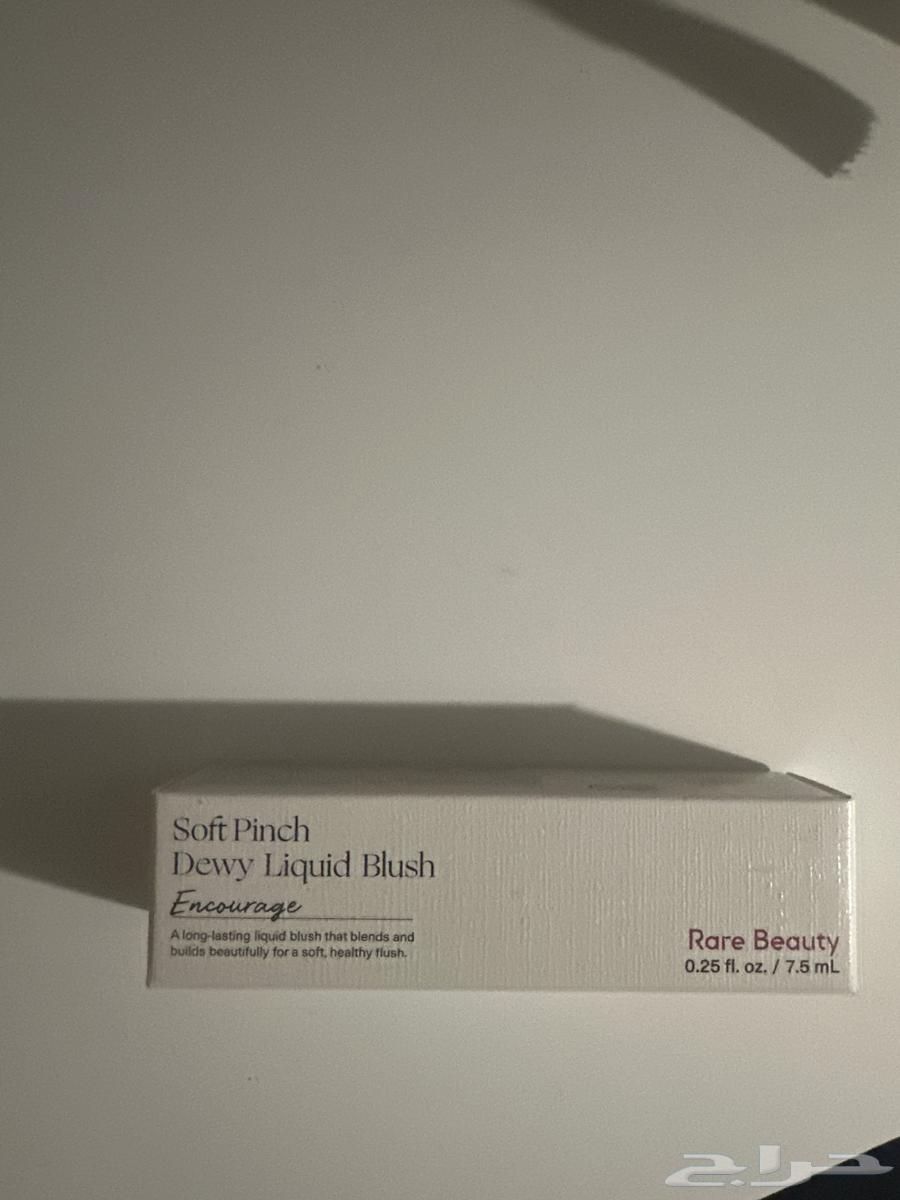 Soft Pinch
Dewy Liquid Blush
Encourage
A long-lasting liquid blush that blends and
builds beautifully for a soft, healthy flush.
Rare Beauty
0.25 fl. oz. / 7.5 mL
حراج